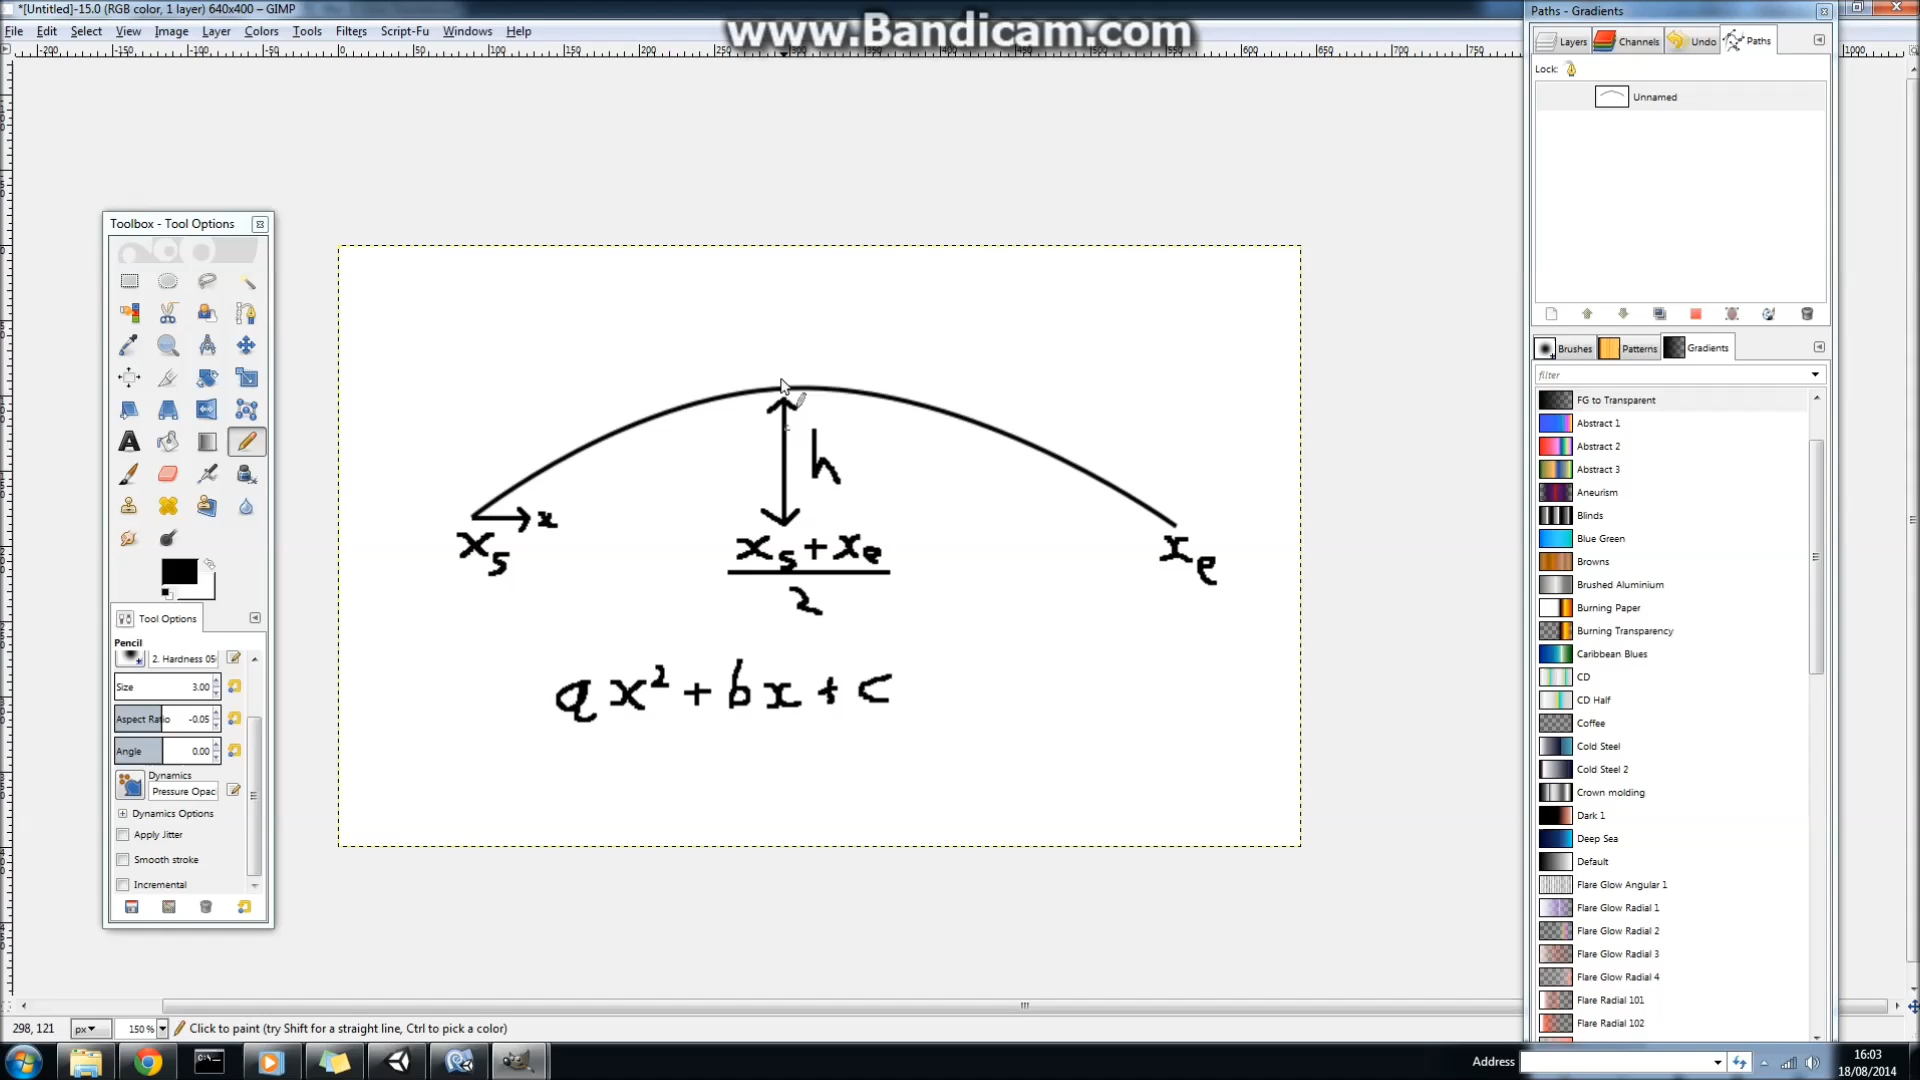 *[Untitled]-15.0 (RGB color, 1 layer) 640x400 – GIMP
www.Bandicam.com
File Edit Select View Image Layer Colors Tools Filters Script-Fu Windows Help
Paths - Gradients
Layers Channels Undo Paths
Lock:
Unnamed
Brushes Patterns Gradients
filter
FG to Transparent
Abstract 1
Abstract 2
Abstract 3
Aneurism
Blinds
Blue Green
Browns
Brushed Aluminium
Burning Paper
Burning Transparency
Caribbean Blues
CD
CD Half
Coffee
Cold Steel
Cold Steel 2
Crown molding
Dark 1
Deep Sea
Default
Flare Glow Angular 1
Flare Glow Radial 1
Flare Glow Radial 2
Flare Glow Radial 3
Flare Glow Radial 4
Flare Radial 101
Flare Radial 102
Toolbox - Tool Options
Tool Options
Pencil
2. Hardness 05
Size 3.00
Aspect Ratio -0.05
Angle 0.00
Dynamics
Pressure Opac
Dynamics Options
Apply Jitter
Smooth stroke
Incremental
h
x
xs
xs+xe
2
xe
ax²+bx+c
298, 121 px 150% Click to paint (try Shift for a straight line, Ctrl to pick a color)
Address
16:03
18/08/2014